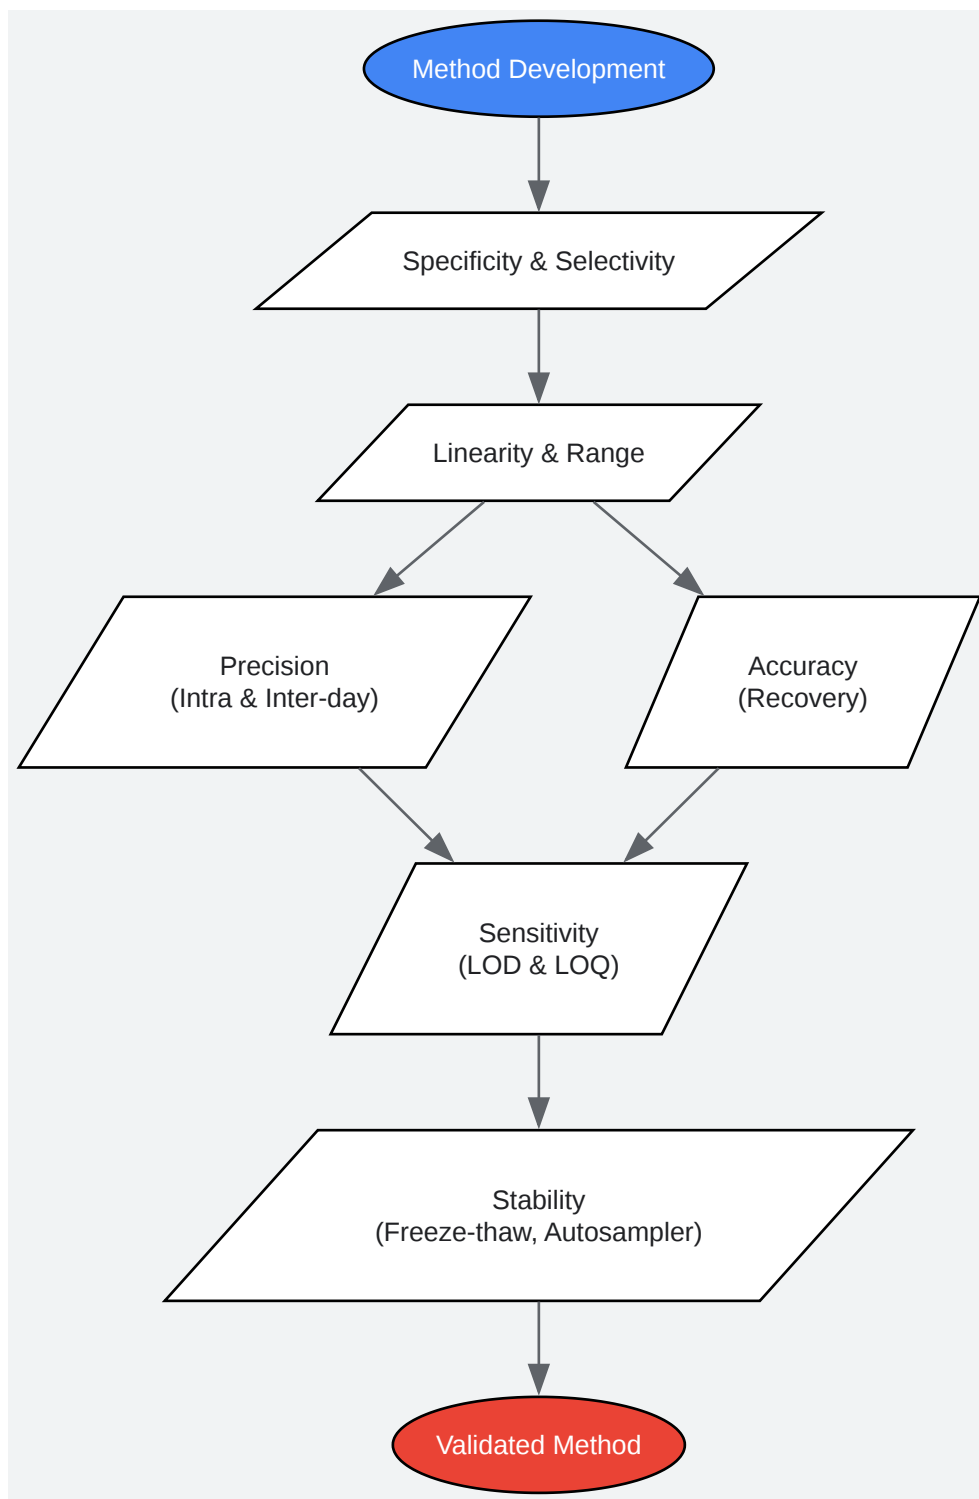 Method Development
Specificity & Selectivity
Linearity & Range
Precision
(Intra & Inter-day)
Accuracy
(Recovery)
Sensitivity
(LOD & LOQ)
Stability
(Freeze-thaw, Autosampler)
Validated Method